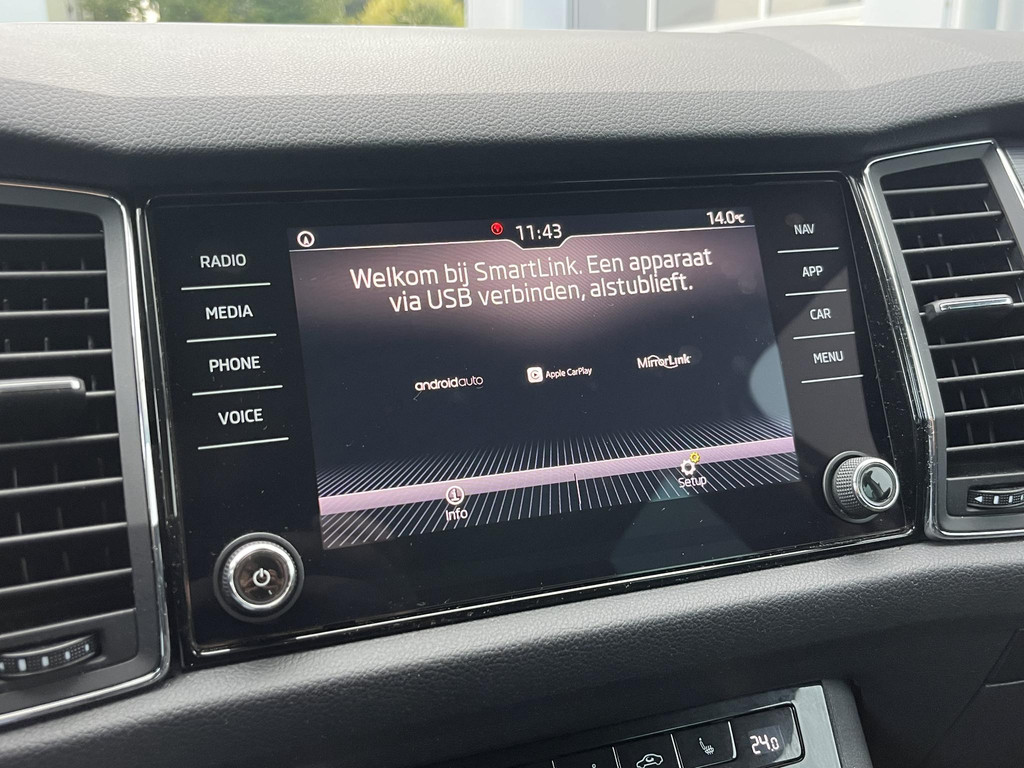 11:43
14.0°C
RADIO
MEDIA
PHONE
VOICE
Welkom bij SmartLink. Een apparaat
via USB verbinden, alstublieft.
androidauto
Apple CarPlay
MirrorLink
Info
Setup
NAV
APP
CAR
MENU
24.0